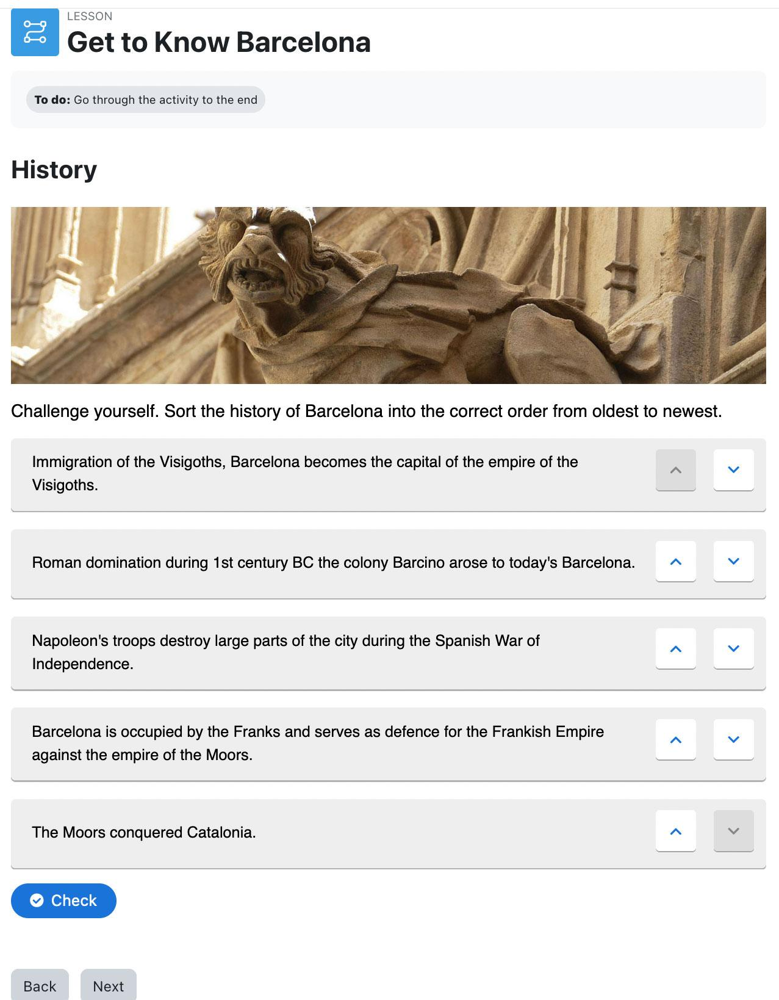 LESSON
Get to Know Barcelona
To do: Go through the activity to the end
History
Challenge yourself. Sort the history of Barcelona into the correct order from oldest to newest.
Immigration of the Visigoths, Barcelona becomes the capital of the empire of the
Visigoths.
Roman domination during 1st century BC the colony Barcino arose to today's Barcelona.
Napoleon's troops destroy large parts of the city during the Spanish War of
Independence.
Barcelona is occupied by the Franks and serves as defence for the Frankish Empire
against the empire of the Moors.
The Moors conquered Catalonia.
Check
Back Next